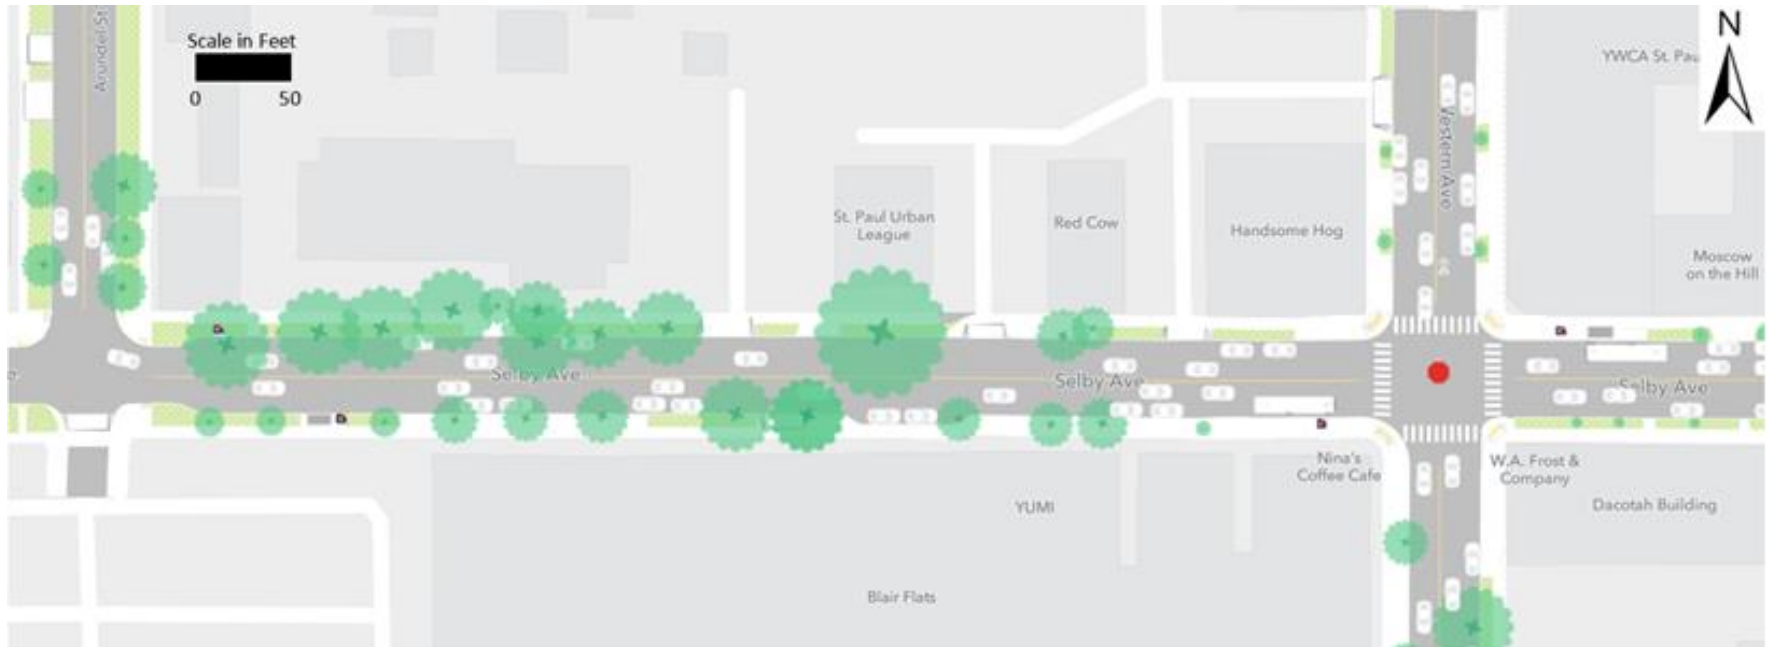 Arundel St
Scale in Feet
0
50
N
YWCA St. Pau
Western Ave
St. Paul Urban
League
Red Cow
Handsome Hog
Moscow
on the Hill
Selby Ave
Selby Ave
Selby Ave
Nina's
Coffee Cafe
W.A. Frost &
Company
YUMI
Dacotah Building
Blair Flats